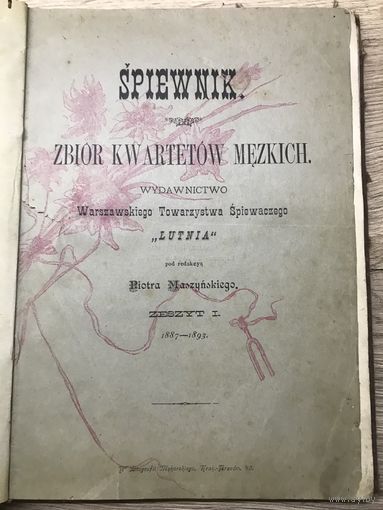 ŚPIEWNIK.
ZBIÓR KWARTETÓW MĘZKICH.
WYDAWNICTWO
Warszawskiego Towarzystwa Śpiewaczego
„LUTNIA“
pod redakcyą
Piotra Maszyńskiego.
ZESZYT I.
1887—1893.